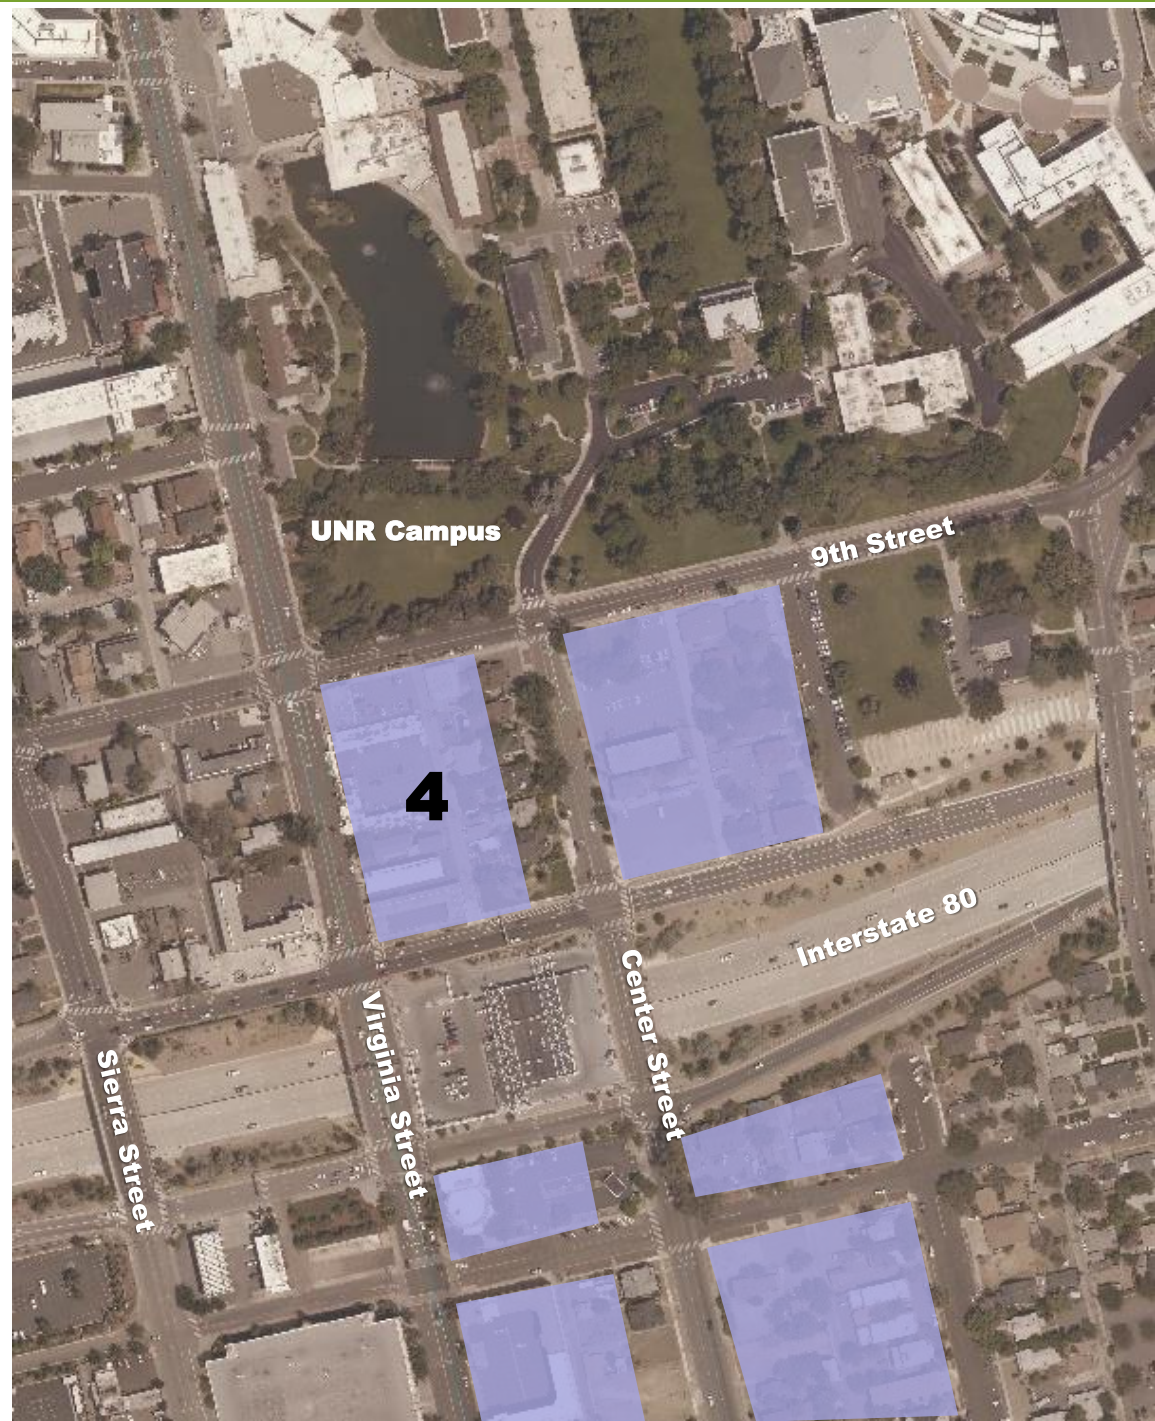 UNR Campus
9th Street
4
Interstate 80
Center Street
Virginia Street
Sierra Street